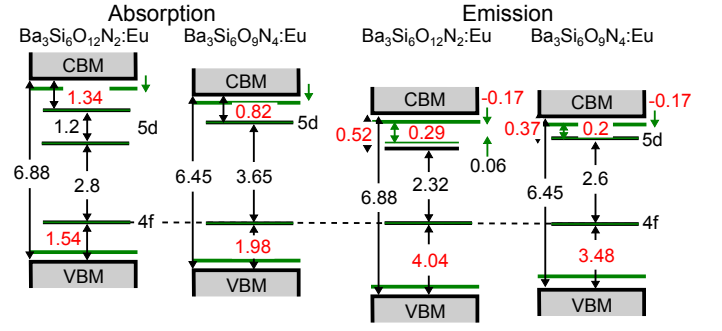 Absorption
Emission
Ba3Si6O12N2:Eu
Ba3Si6O9N4:Eu
Ba3Si6O12N2:Eu
Ba3Si6O9N4:Eu
CBM
1.34
1.2
5d
6.88
2.8
4f
1.54
VBM
CBM
0.82
6.45
3.65
1.98
VBM
CBM
-0.17
0.52
0.29
0.06
6.88
2.32
4.04
VBM
CBM
-0.17
0.37
0.2
5d
6.45
2.6
4f
3.48
VBM